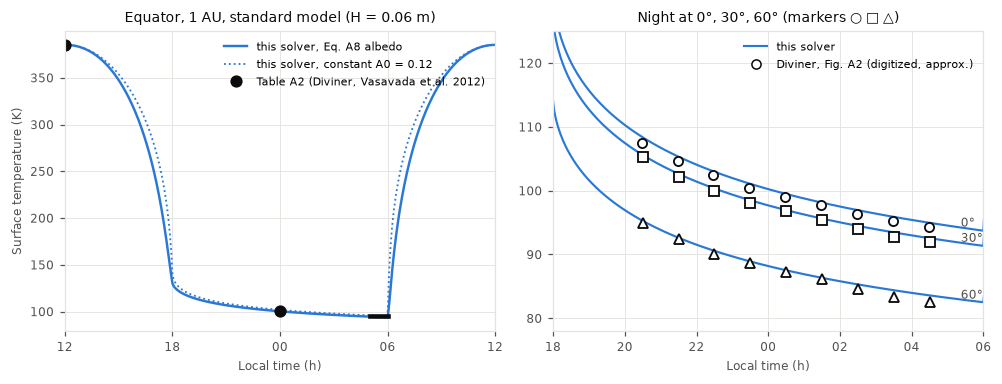 Equator, 1 AU, standard model (H = 0.06 m)
this solver, Eq. A8 albedo
this solver, constant A0 = 0.12
Table A2 (Diviner, Vasavada et al. 2012)
Surface temperature (K)
350
300
250
200
150
100
12
18
00
06
12
Local time (h)
Night at 0°, 30°, 60° (markers ○ □ △)
this solver
Diviner, Fig. A2 (digitized, approx.)
120
110
100
90
80
0°
30°
60°
18
20
22
00
02
04
06
Local time (h)